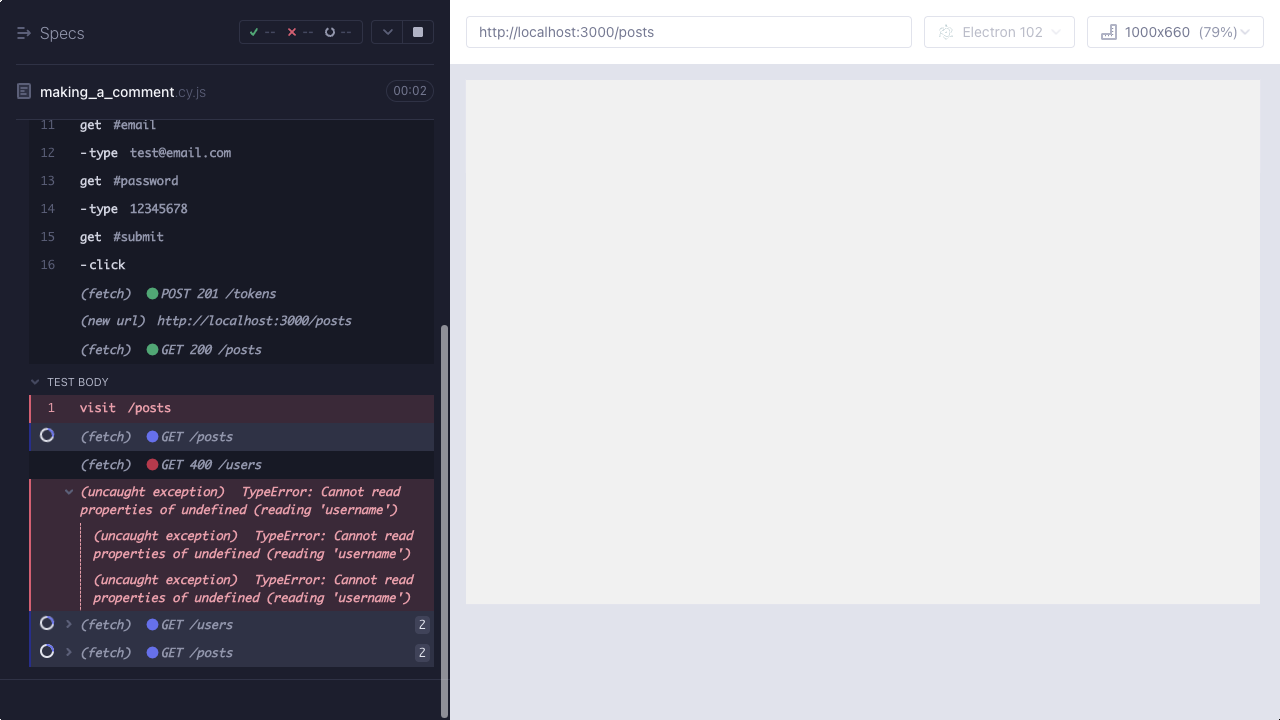 Specs
-- -- --
making_a_comment.cy.js
00:02
11 get #email
12 -type test@email.com
13 get #password
14 -type 12345678
15 get #submit
16 -click
(fetch) POST 201 /tokens
(new url) http://localhost:3000/posts
(fetch) GET 200 /posts
TEST BODY
1 visit /posts
(fetch) GET /posts
(fetch) GET 400 /users
(uncaught exception) TypeError: Cannot read
properties of undefined (reading 'username')
(uncaught exception) TypeError: Cannot read
properties of undefined (reading 'username')
(uncaught exception) TypeError: Cannot read
properties of undefined (reading 'username')
(fetch) GET /users 2
(fetch) GET /posts 2
http://localhost:3000/posts
Electron 102
1000x660 (79%)